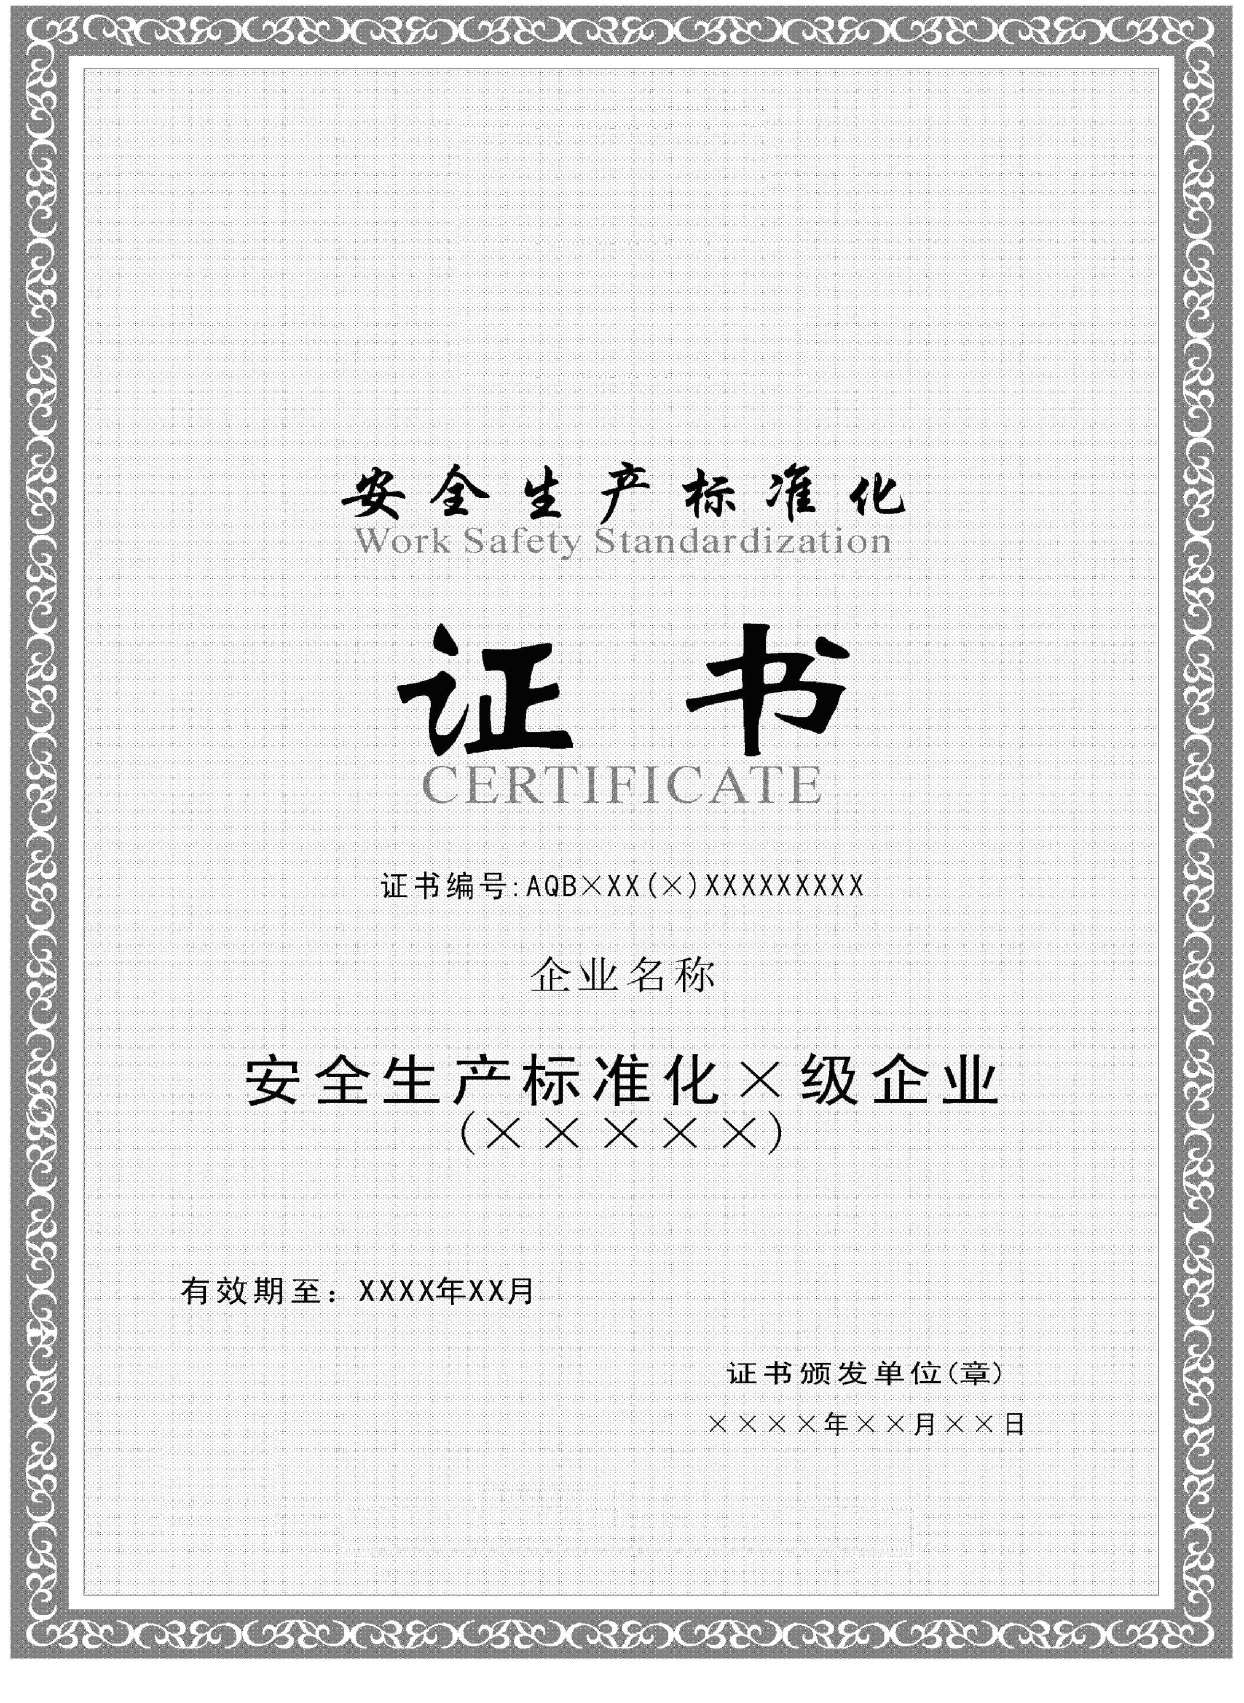 安全生产标准化
Work Safety Standardization
证书
CERTIFICATE
证书编号:AQB×XX(×)XXXXXXXXX
企业名称
安全生产标准化×级企业
(×××××)
有效期至：XXXX年XX月
证书颁发单位(章)
××××年××月××日